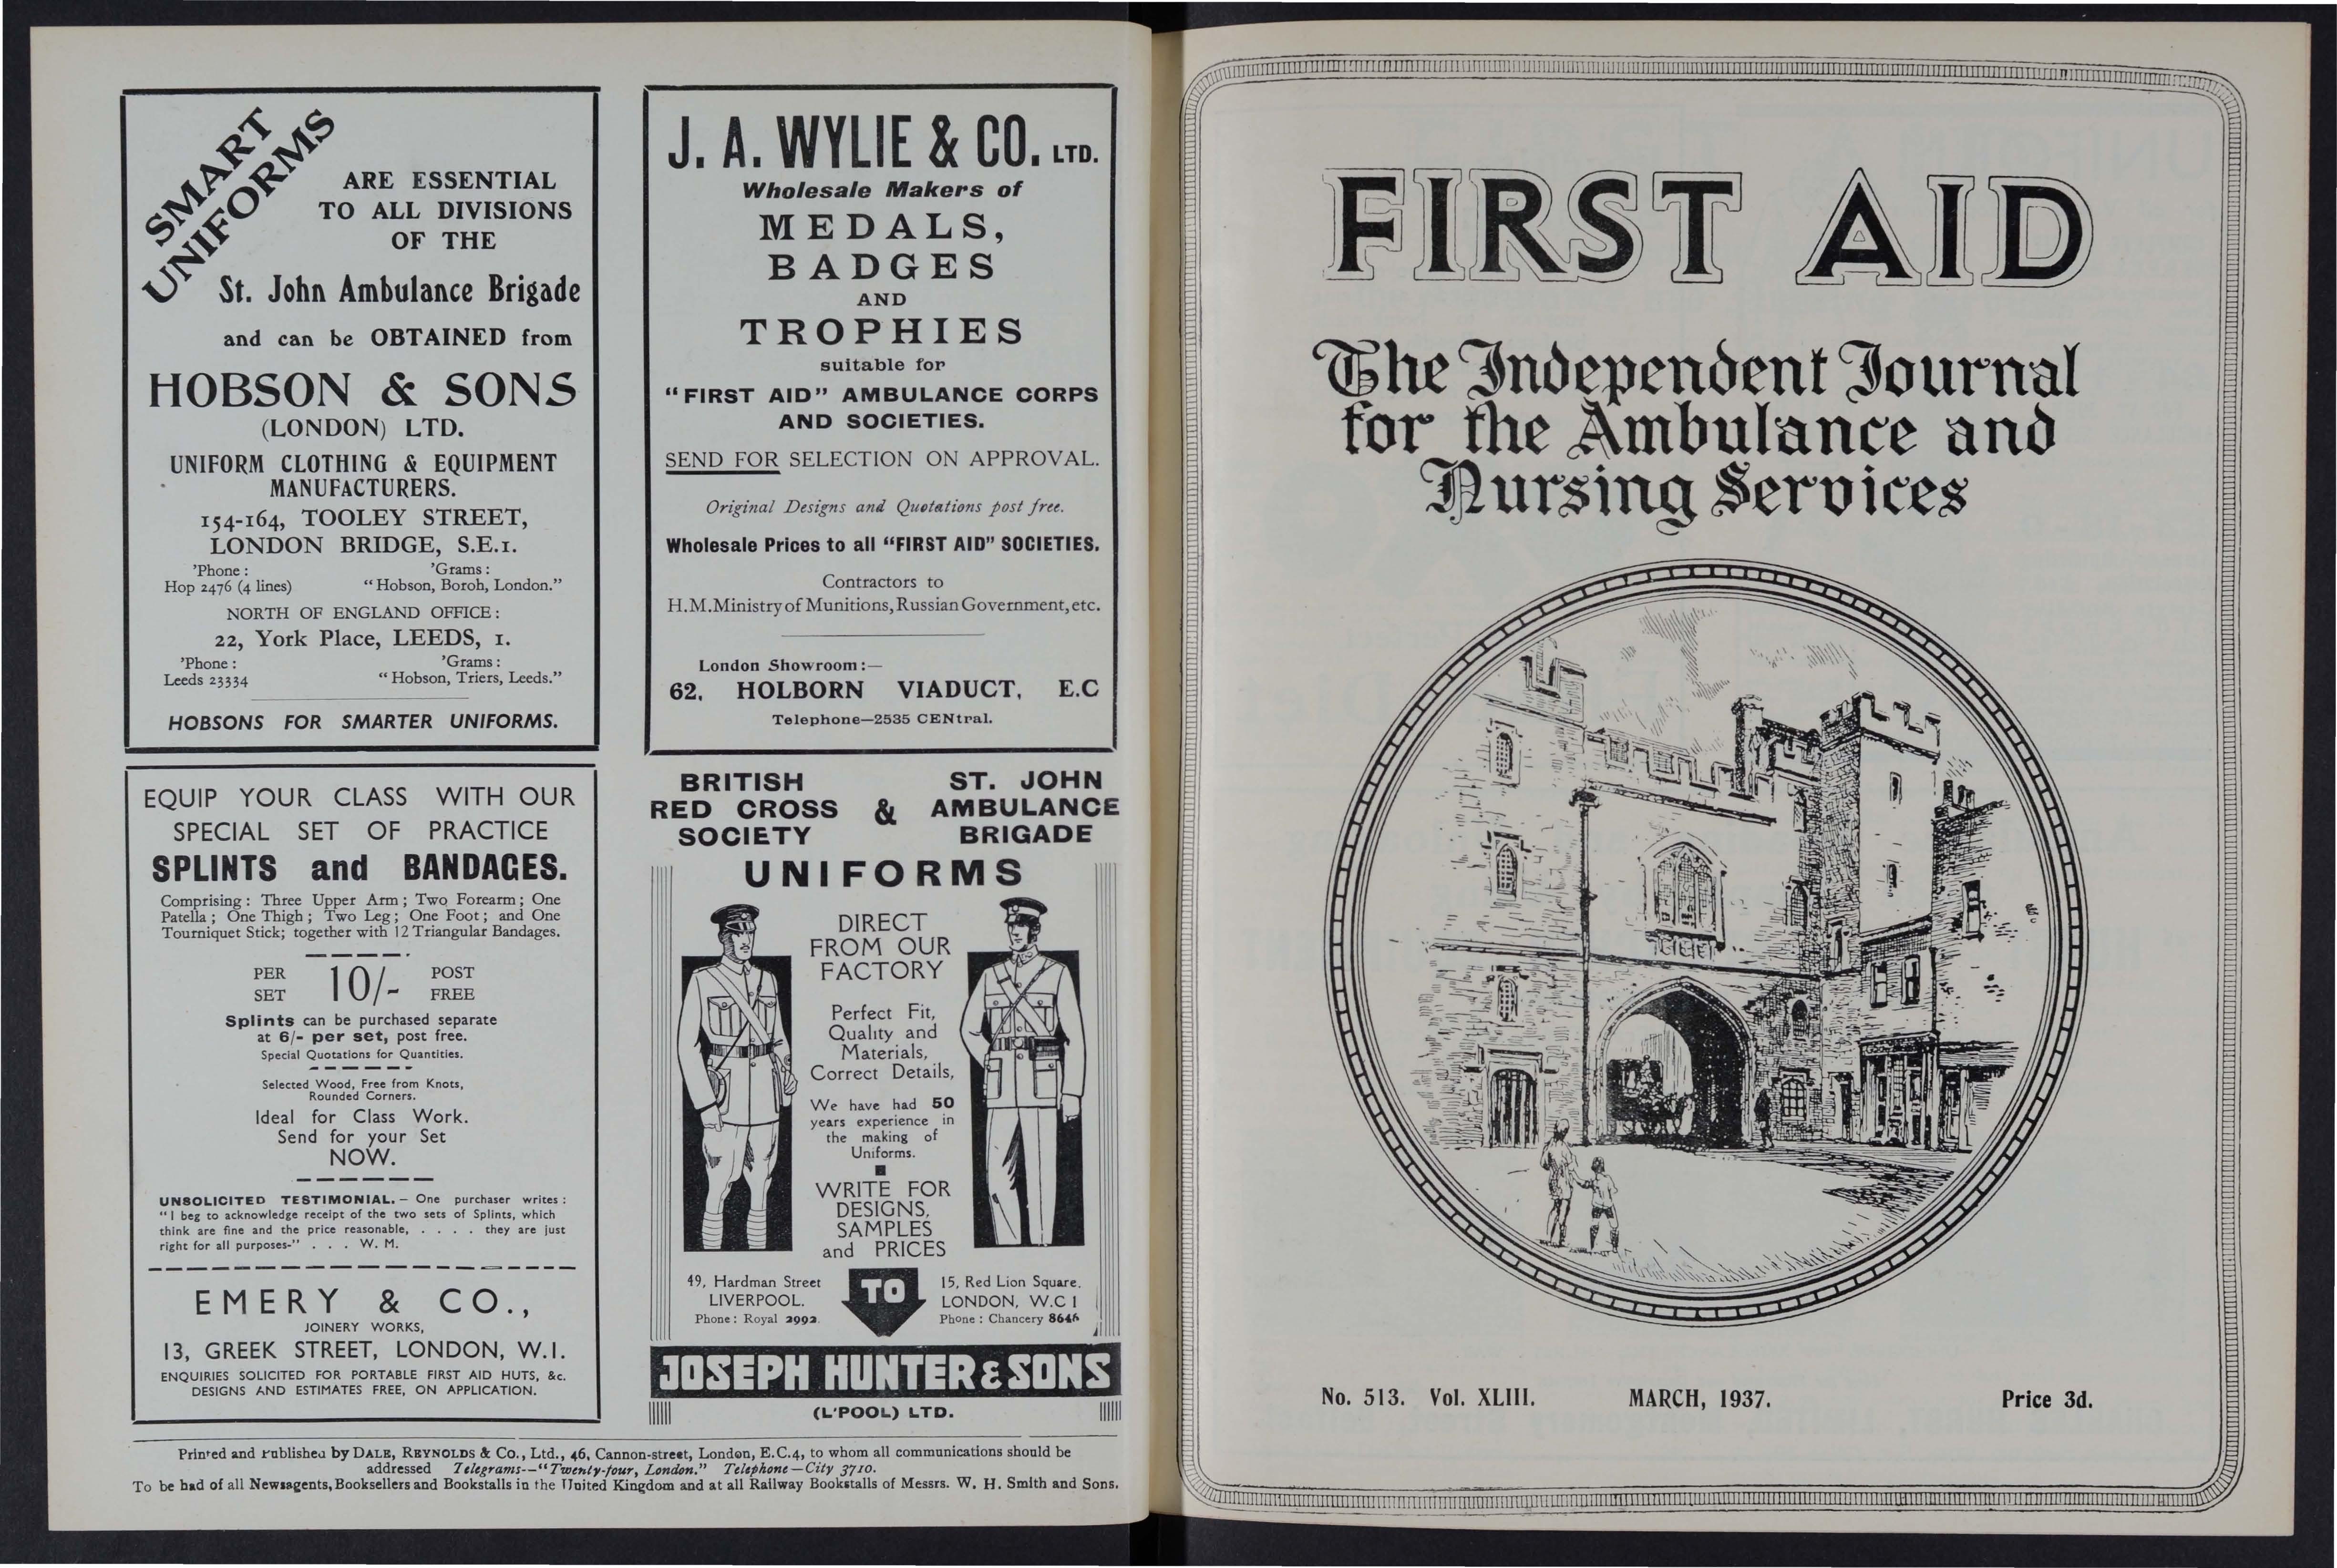 SMART
UNIFORMS
ARE ESSENTIAL
TO ALL DIVISIONS
OF THE
St. John Ambulance Brigade
and can be OBTAINED from
HOBSON & SONS
(LONDON) LTD.
UNIFORM CLOTHING & EQUIPMENT
MANUFACTURERS.
154-164, TOOLEY STREET,
LONDON BRIDGE, S.E.1.
'Phone : 'Grams :
Hop 2476 (4 lines) "Hobson, Boroh, London."
NORTH OF ENGLAND OFFICE :
22, York Place, LEEDS, 1.
'Phone : 'Grams :
Leeds 23334 "Hobson, Triers, Leeds."
HOBSONS FOR SMARTER UNIFORMS.
EQUIP YOUR CLASS WITH OUR
SPECIAL SET OF PRACTICE
SPLINTS and BANDAGES.
Comprising : Three Upper Arm ; Two Forearm ; One
Patella ; One Thigh ; Two Leg ; One Foot ; and One
Tourniquet Stick; together with 12 Triangular Bandages.
PER SET 10/- POST FREE
Splints can be purchased separate
at 6/- per set, post free.
Special Quotations for Quantities.
Selected Wood, Free from Knots,
Rounded Corners.
Ideal for Class Work.
Send for your Set
NOW.
UNSOLICITED TESTIMONIAL. — One purchaser writes :
"I beg to acknowledge receipt of the two sets of Splints, which
think are fine and the price reasonable, . . . . they are just
right for all purposes-" . . . W. M.
EMERY & CO.,
JOINERY WORKS,
13, GREEK STREET, LONDON, W.1.
ENQUIRIES SOLICITED FOR PORTABLE FIRST AID HUTS, &c.
DESIGNS AND ESTIMATES FREE, ON APPLICATION.
J. A. WYLIE & CO. LTD.
Wholesale Makers of
MEDALS,
BADGES
AND
TROPHIES
suitable for
"FIRST AID" AMBULANCE CORPS
AND SOCIETIES.
SEND FOR SELECTION ON APPROVAL.
Original Designs and Quotations post free.
Wholesale Prices to all "FIRST AID" SOCIETIES.
Contractors to
H.M. Ministry of Munitions, Russian Government, etc.
London Showroom :—
62, HOLBORN VIADUCT, E.C
Telephone—2535 CENtral.
BRITISH
RED CROSS
SOCIETY
&
ST. JOHN
AMBULANCE
BRIGADE
UNIFORMS
DIRECT
FROM OUR
FACTORY
Perfect Fit,
Quality and
Materials,
Correct Details,
We have had 50
years experience in
the making of
Uniforms.
WRITE FOR
DESIGNS,
SAMPLES
and PRICES
TO
49, Hardman Street
LIVERPOOL.
Phone : Royal 2992.
15, Red Lion Square,
LONDON, W.C 1
Phone : Chancery 8646
JOSEPH HUNTER & SONS
(L'POOL) LTD.
Printed and Published by DALE, REYNOLDS & Co., Ltd., 46, Cannon-street, London, E.C.4, to whom all communications should be
addressed Telegrams--"Twenty-four, London." Telephone—City 3710.
To be had of all Newsagents, Booksellers and Bookstalls in the United Kingdom and at all Railway Bookstalls of Messrs. W. H. Smith and Sons.
FIRST AID
The Independent Journal
for the Ambulance and
Nursing Services
No. 513. Vol. XLIII. MARCH, 1937. Price 3d.